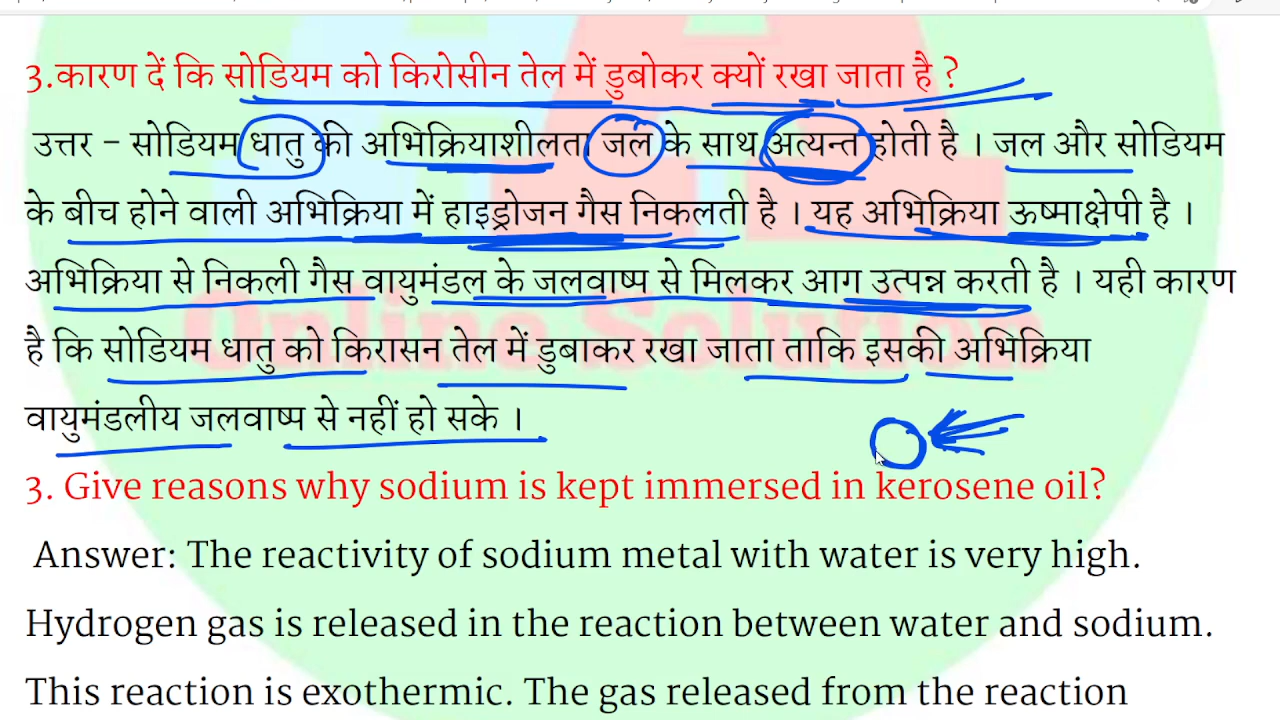 3.कारण दें कि सोडियम को किरोसीन तेल में डुबोकर क्यों रखा जाता है ?
उत्तर – सोडियम धातु की अभिक्रियाशीलता जल के साथ अत्यन्त होती है । जल और सोडियम
के बीच होने वाली अभिक्रिया में हाइड्रोजन गैस निकलती है । यह अभिक्रिया ऊष्माक्षेपी है ।
अभिक्रिया से निकली गैस वायुमंडल के जलवाष्प से मिलकर आग उत्पन्न करती है । यही कारण
है कि सोडियम धातु को किरासन तेल में डुबाकर रखा जाता ताकि इसकी अभिक्रिया
वायुमंडलीय जलवाष्प से नहीं हो सके ।
Online Solution
3. Give reasons why sodium is kept immersed in kerosene oil?
Answer: The reactivity of sodium metal with water is very high.
Hydrogen gas is released in the reaction between water and sodium.
This reaction is exothermic. The gas released from the reaction